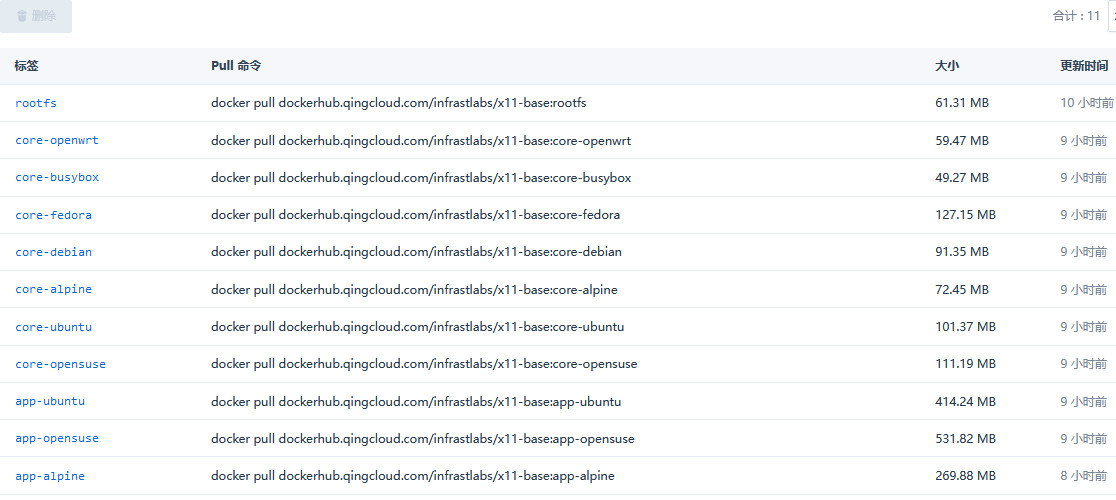 删除 合计 : 11
标签 Pull 命令 大小 更新时间
rootfs docker pull dockerhub.qingcloud.com/infrastlabs/x11-base:rootfs 61.31 MB 10 小时前
core-openwrt docker pull dockerhub.qingcloud.com/infrastlabs/x11-base:core-openwrt 59.47 MB 9 小时前
core-busybox docker pull dockerhub.qingcloud.com/infrastlabs/x11-base:core-busybox 49.27 MB 9 小时前
core-fedora docker pull dockerhub.qingcloud.com/infrastlabs/x11-base:core-fedora 127.15 MB 9 小时前
core-debian docker pull dockerhub.qingcloud.com/infrastlabs/x11-base:core-debian 91.35 MB 9 小时前
core-alpine docker pull dockerhub.qingcloud.com/infrastlabs/x11-base:core-alpine 72.45 MB 9 小时前
core-ubuntu docker pull dockerhub.qingcloud.com/infrastlabs/x11-base:core-ubuntu 101.37 MB 9 小时前
core-opensuse docker pull dockerhub.qingcloud.com/infrastlabs/x11-base:core-opensuse 111.19 MB 9 小时前
app-ubuntu docker pull dockerhub.qingcloud.com/infrastlabs/x11-base:app-ubuntu 414.24 MB 9 小时前
app-opensuse docker pull dockerhub.qingcloud.com/infrastlabs/x11-base:app-opensuse 531.82 MB 9 小时前
app-alpine docker pull dockerhub.qingcloud.com/infrastlabs/x11-base:app-alpine 269.88 MB 8 小时前